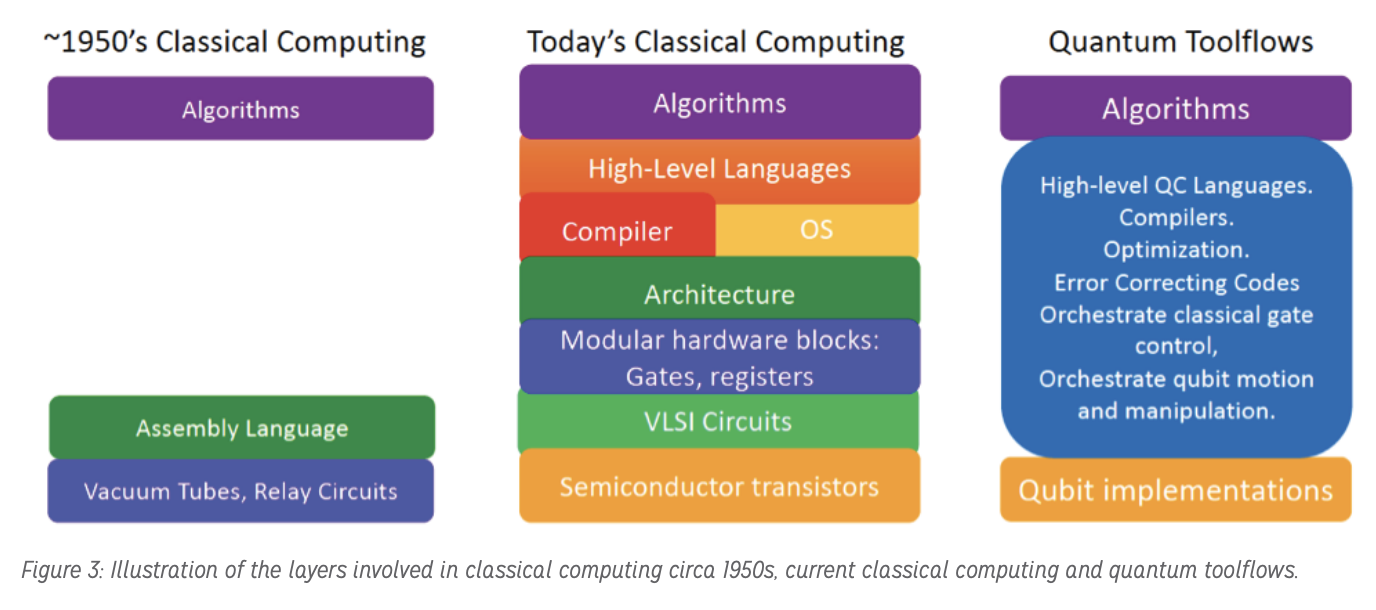 ~1950's Classical Computing
Algorithms
Assembly Language
Vacuum Tubes, Relay Circuits
Today's Classical Computing
Algorithms
High-Level Languages
Compiler
OS
Architecture
Modular hardware blocks:
Gates, registers
VLSI Circuits
Semiconductor transistors
Quantum Toolflows
Algorithms
High-level QC Languages.
Compilers.
Optimization.
Error Correcting Codes
Orchestrate classical gate
control,
Orchestrate qubit motion
and manipulation.
Qubit implementations
Figure 3: Illustration of the layers involved in classical computing circa 1950s, current classical computing and quantum toolflows.